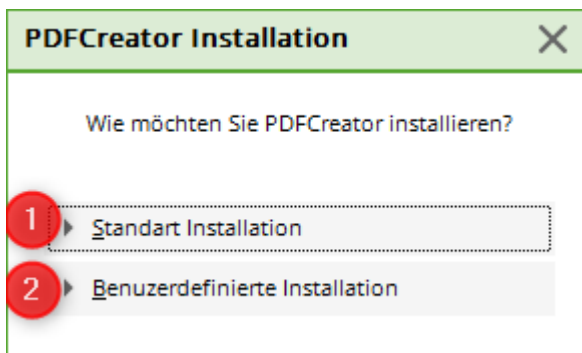 PDFCreator Installation
Wie möchten Sie PDFCreator installieren?
1 Standart Installation
2 Benuzerdefinierte Installation